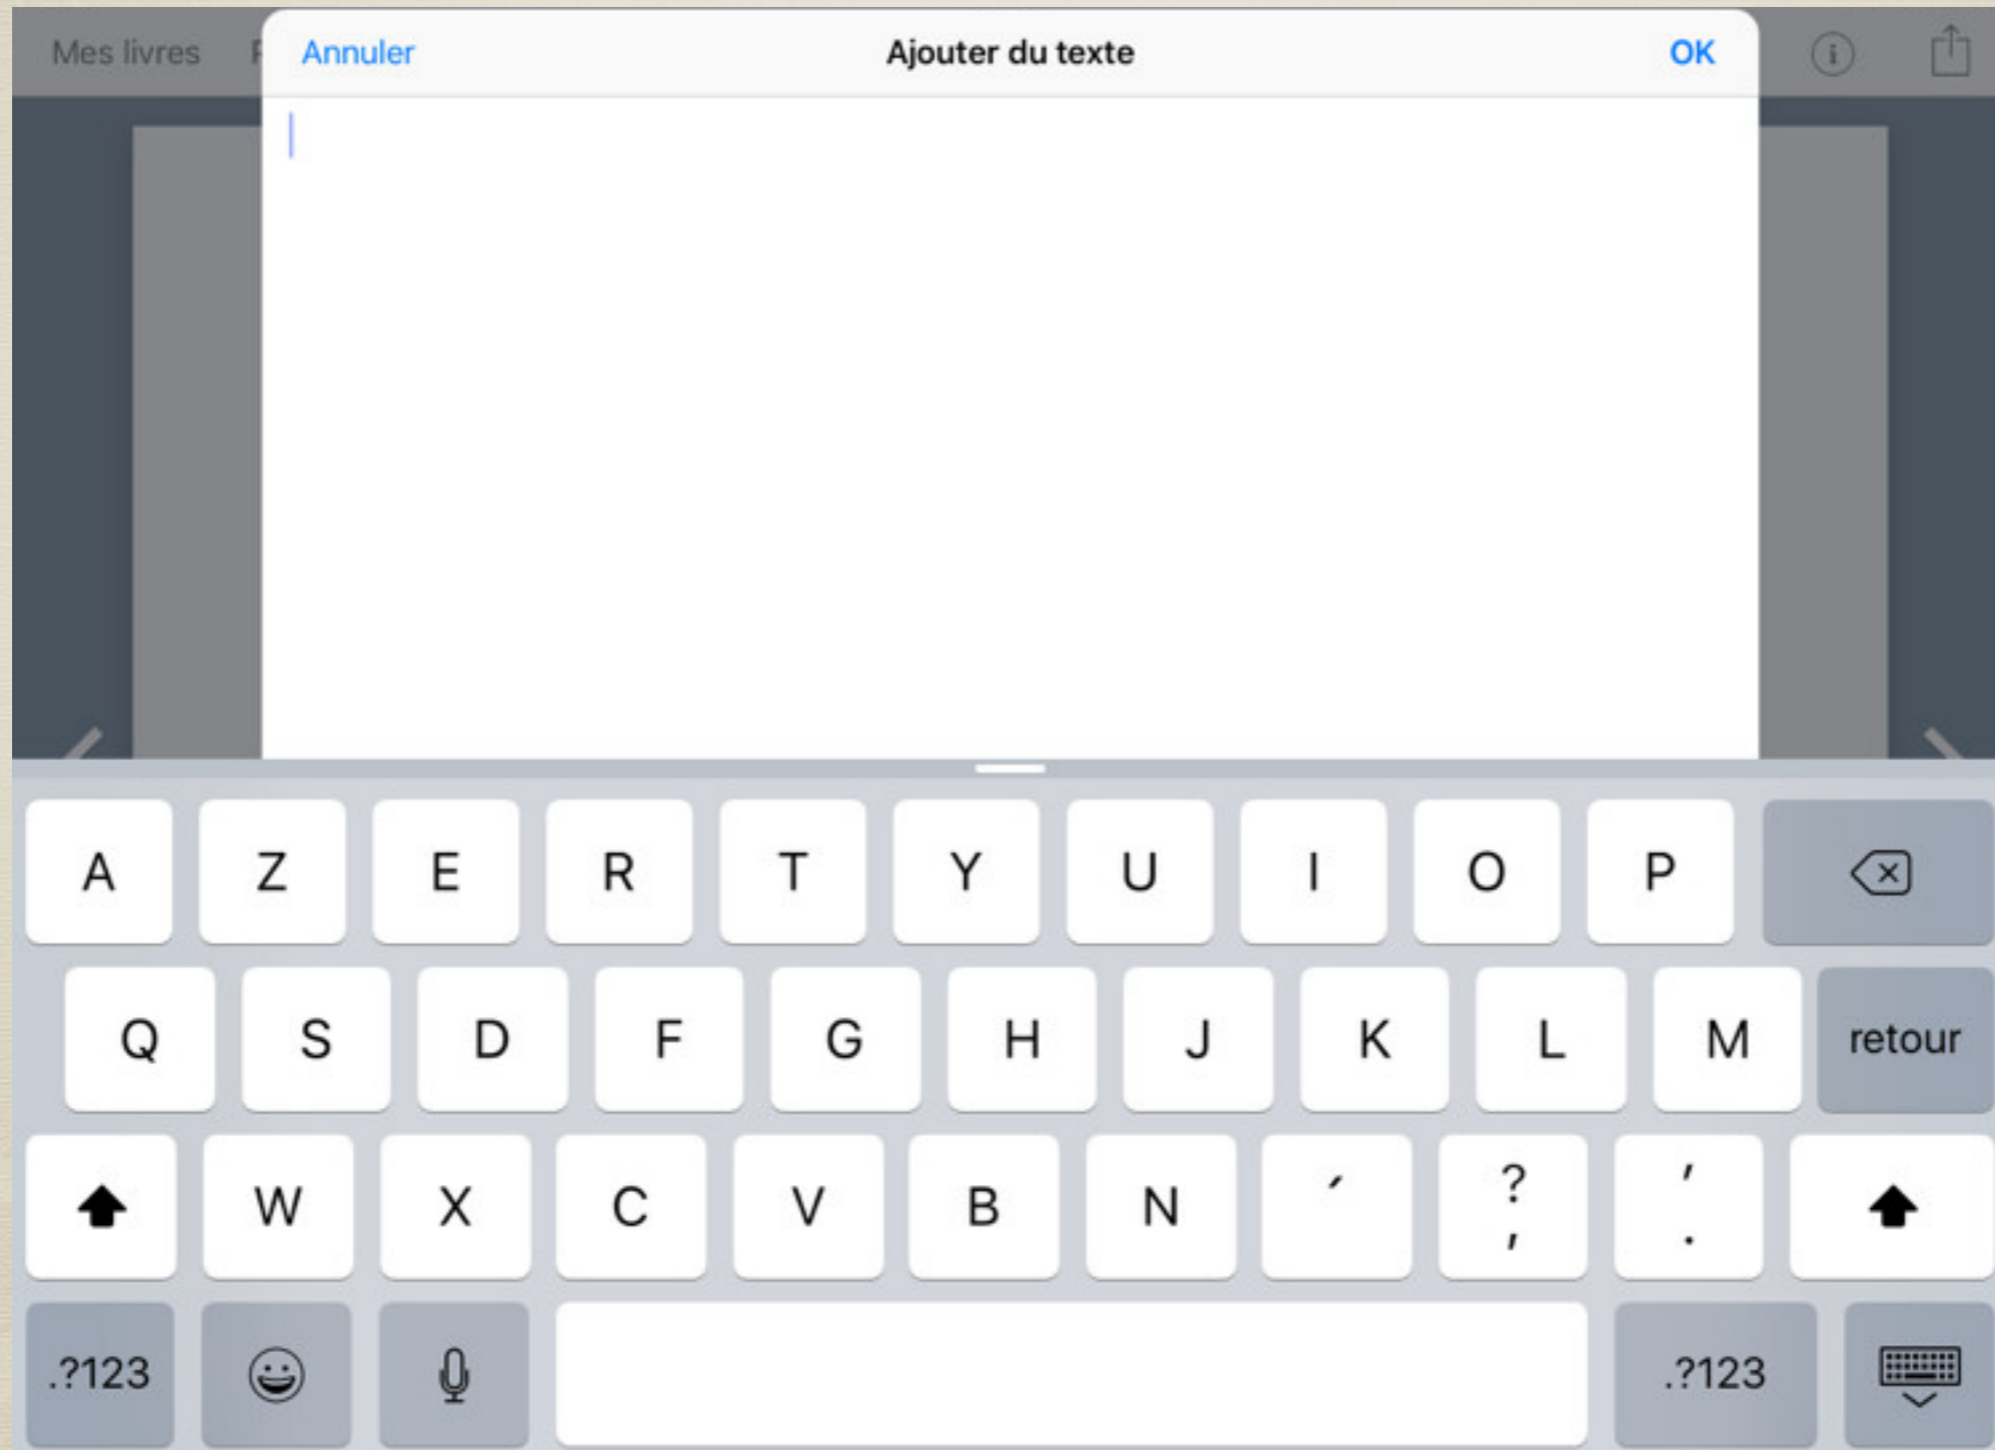 Mes livres
Annuler
Ajouter du texte
OK
A Z E R T Y U I O P
Q S D F G H J K L M retour
W X C V B N ´ ? ' 
, .
.?123 .?123